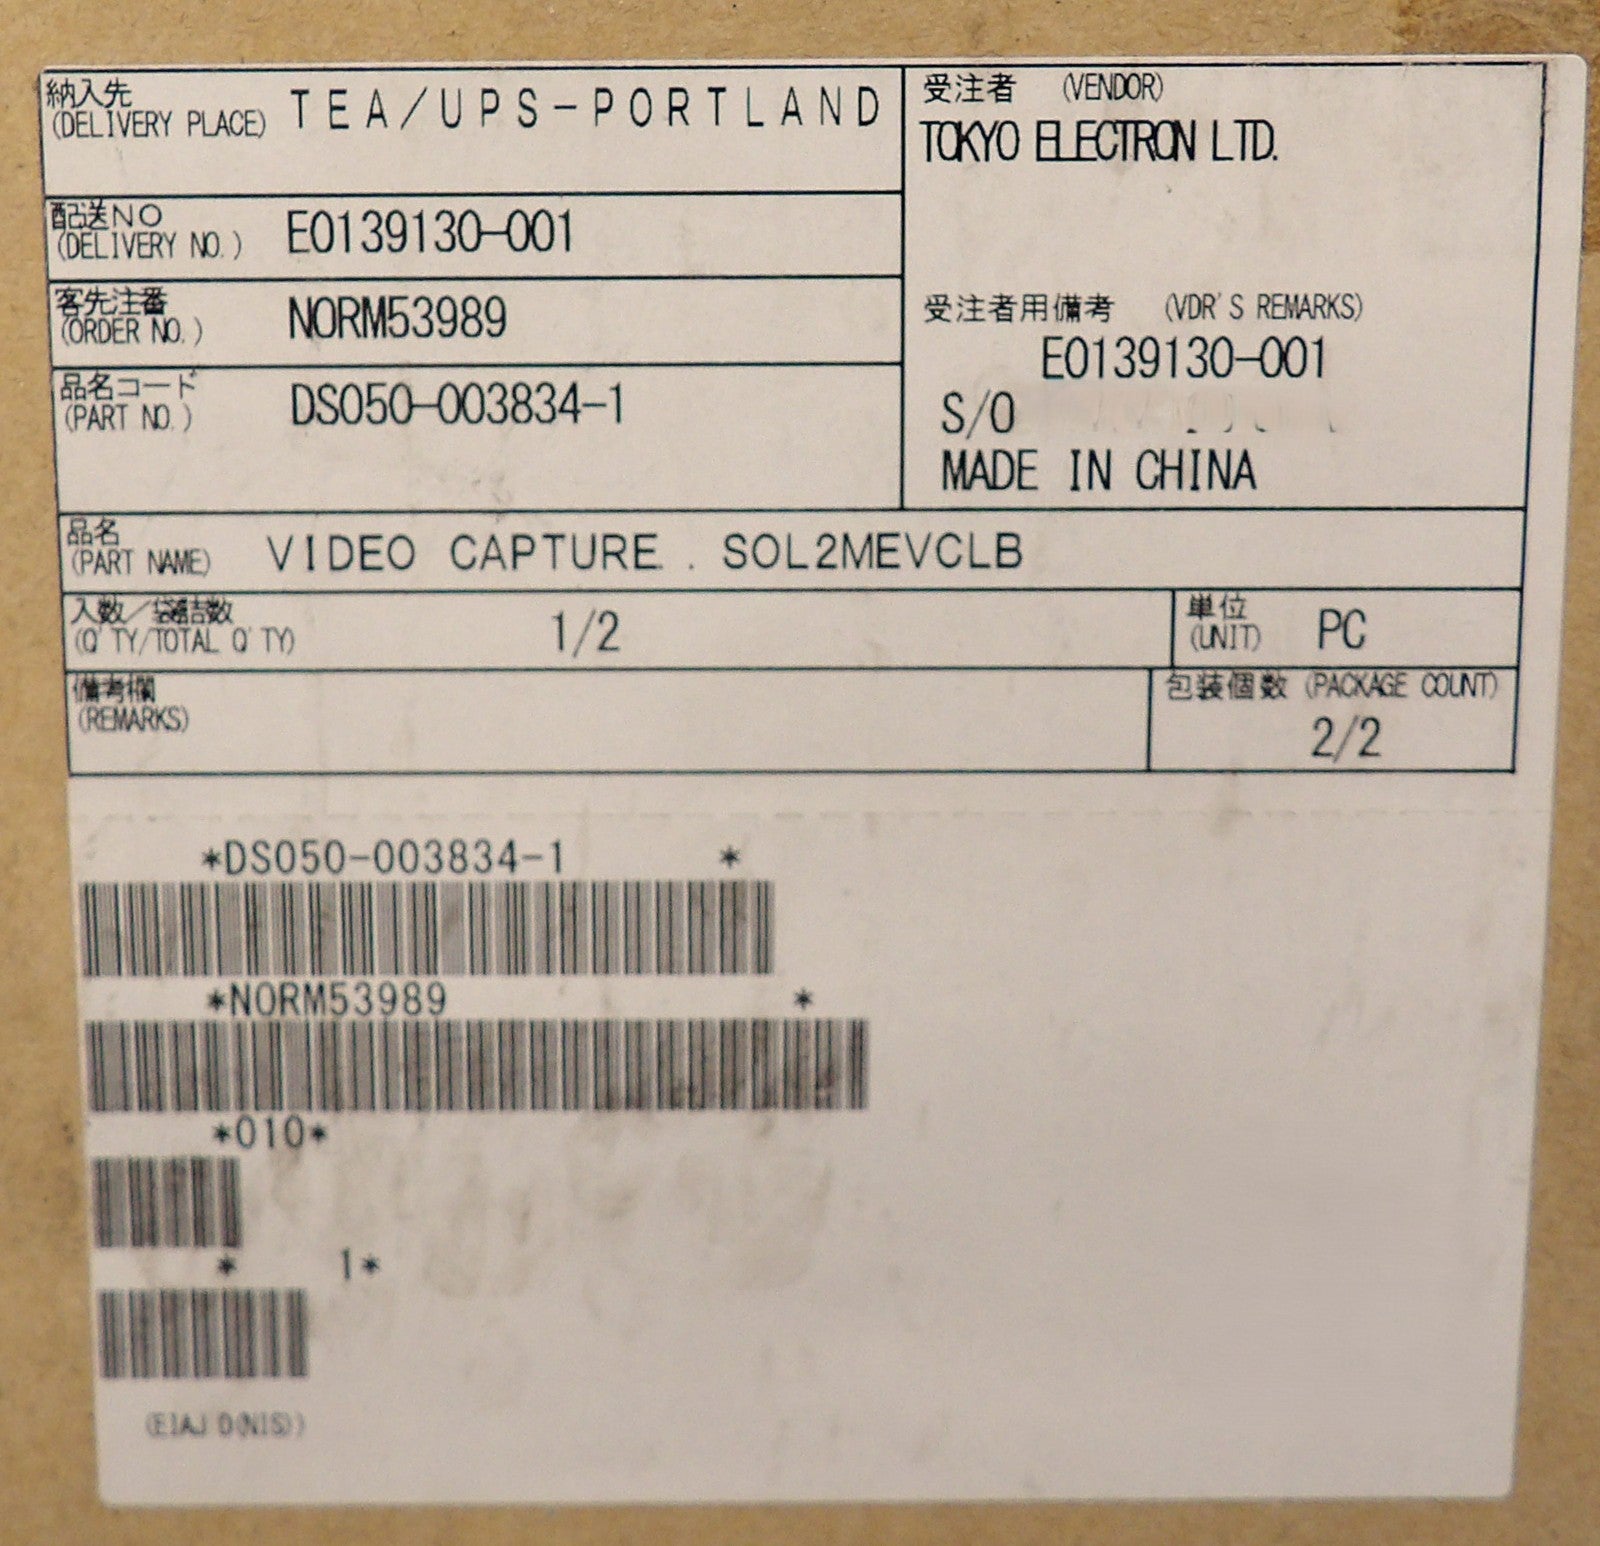 納入先
(DELIVERY PLACE) TEA/UPS-PORTLAND
受注者 (VENDOR)
TOKYO ELECTRON LTD.
配送NO
(DELIVERY NO.) E0139130-001
客先注番
(ORDER NO.) NORM53989
品名コード
(PART NO.) DS050-003834-1
受注者用備考 (VDR'S REMARKS)
E0139130-001
S/O
MADE IN CHINA
品名
(PART NAME) VIDEO CAPTURE . SOL2MEVCLB
入数／袋詰数
(Q'TY/TOTAL Q'TY) 1/2
単位
(UNIT) PC
備考欄
(REMARKS)
包装個数 (PACKAGE COUNT)
2/2
*DS050-003834-1 *
*NORM53989 *
*010*
* 1*
(EIAJ D(NIS))